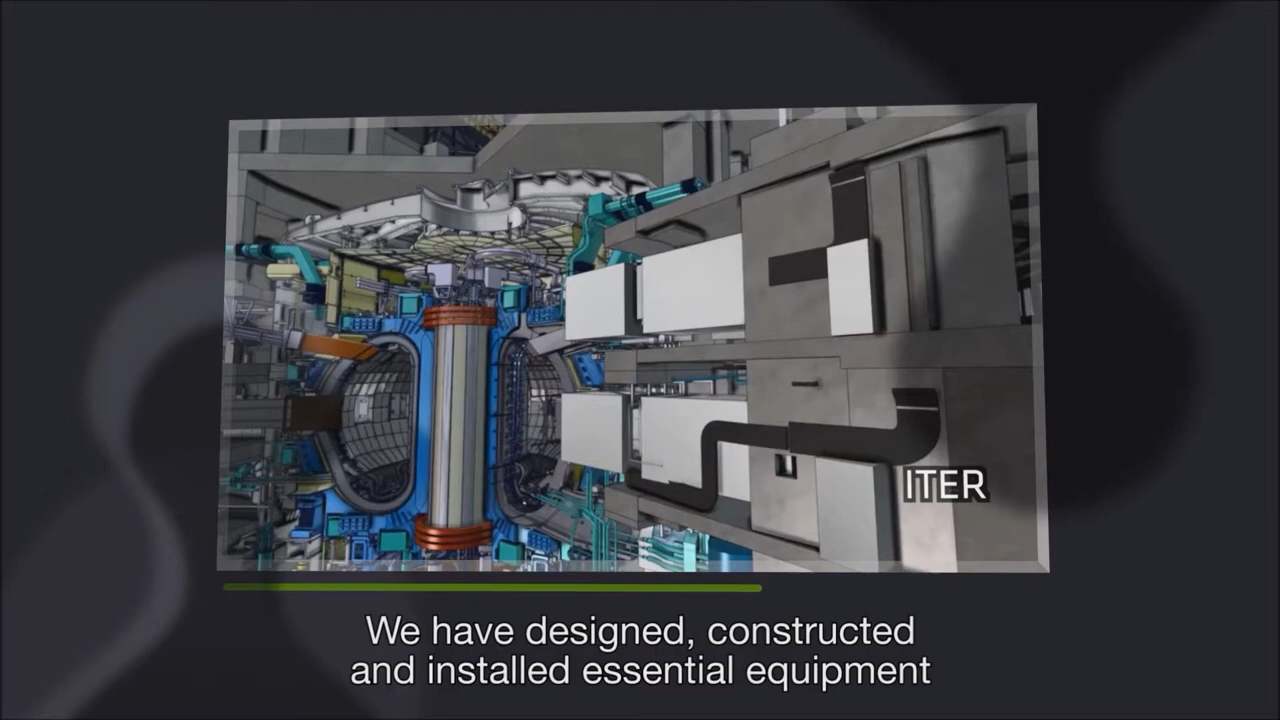 ITER
We have designed, constructed
and installed essential equipment